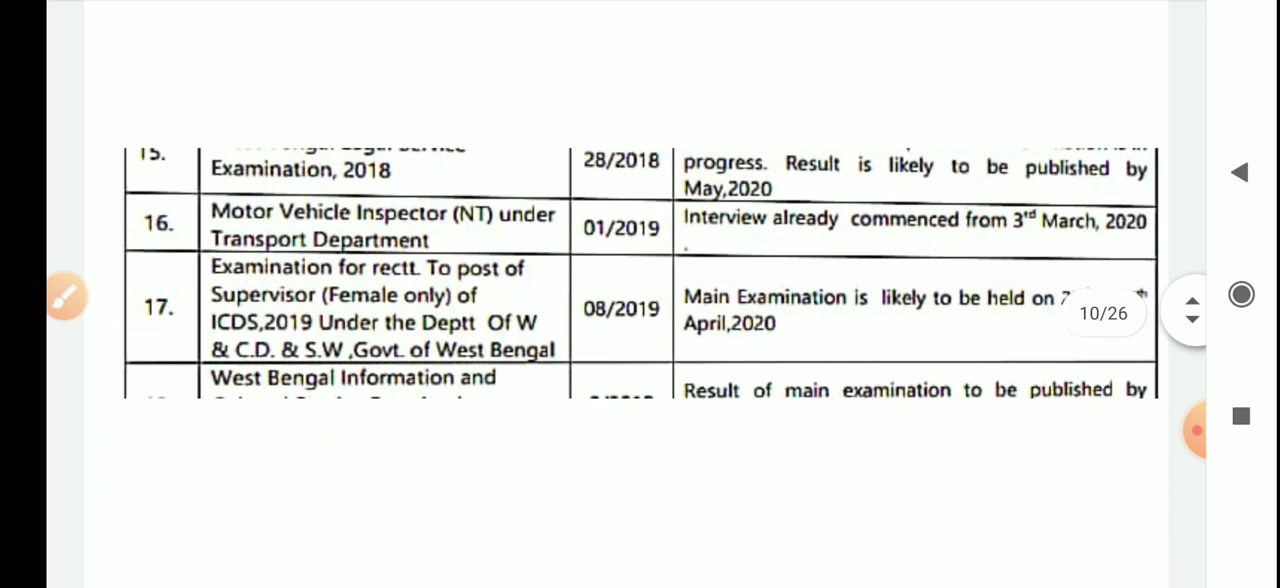 15.
Examination, 2018
28/2018
progress. Result is likely to be published by
May,2020
16.
Motor Vehicle Inspector (NT) under
Transport Department
01/2019
Interview already commenced from 3rd March, 2020
.
17.
Examination for rectt. To post of
Supervisor (Female only) of
ICDS,2019 Under the Deptt Of W
& C.D. & S.W ,Govt. of West Bengal
08/2019
Main Examination is likely to be held on
April,2020
10/26
West Bengal Information and
Result of main examination to be published by